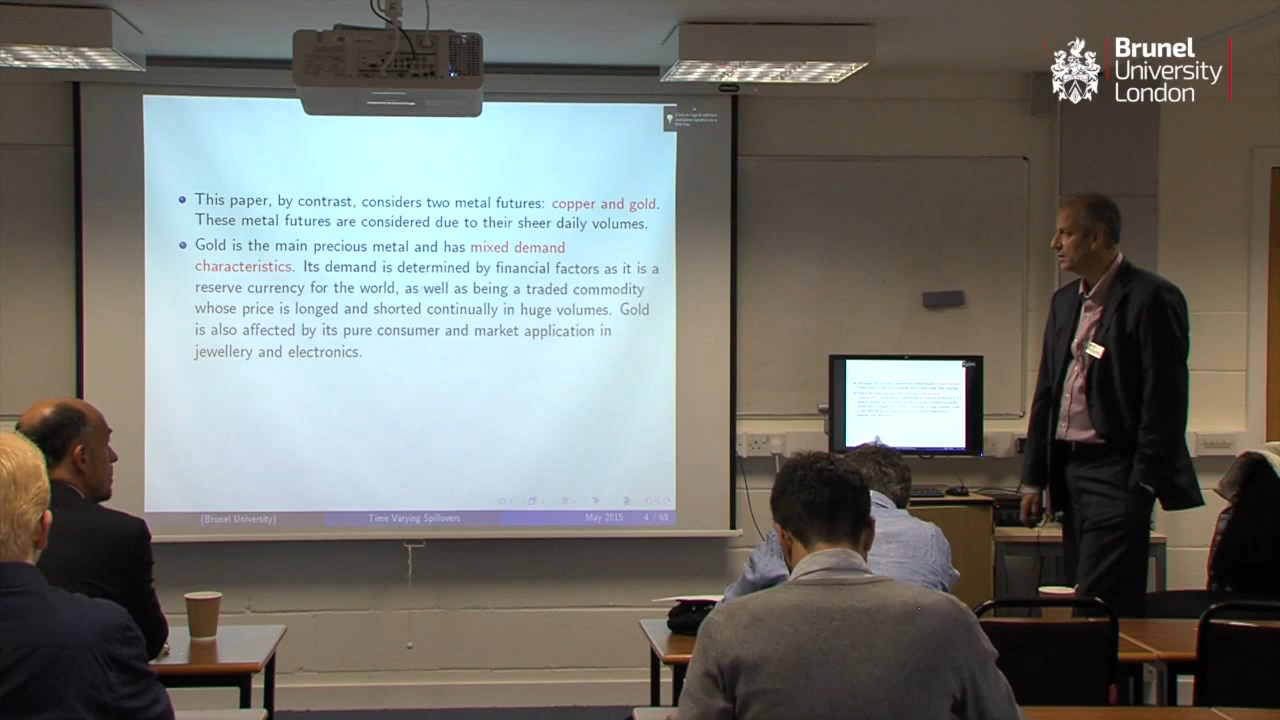 Brunel
University
London
This paper, by contrast, considers two metal futures: copper and gold.
These metal futures are considered due to their sheer daily volumes.
Gold is the main precious metal and has mixed demand
characteristics. Its demand is determined by financial factors as it is a
reserve currency for the world, as well as being a traded commodity
whose price is longed and shorted continually in huge volumes. Gold
is also affected by its pure consumer and market application in
jewellery and electronics.
(Brunel University)
Time Varying Spillovers
May 2015
4 / 69